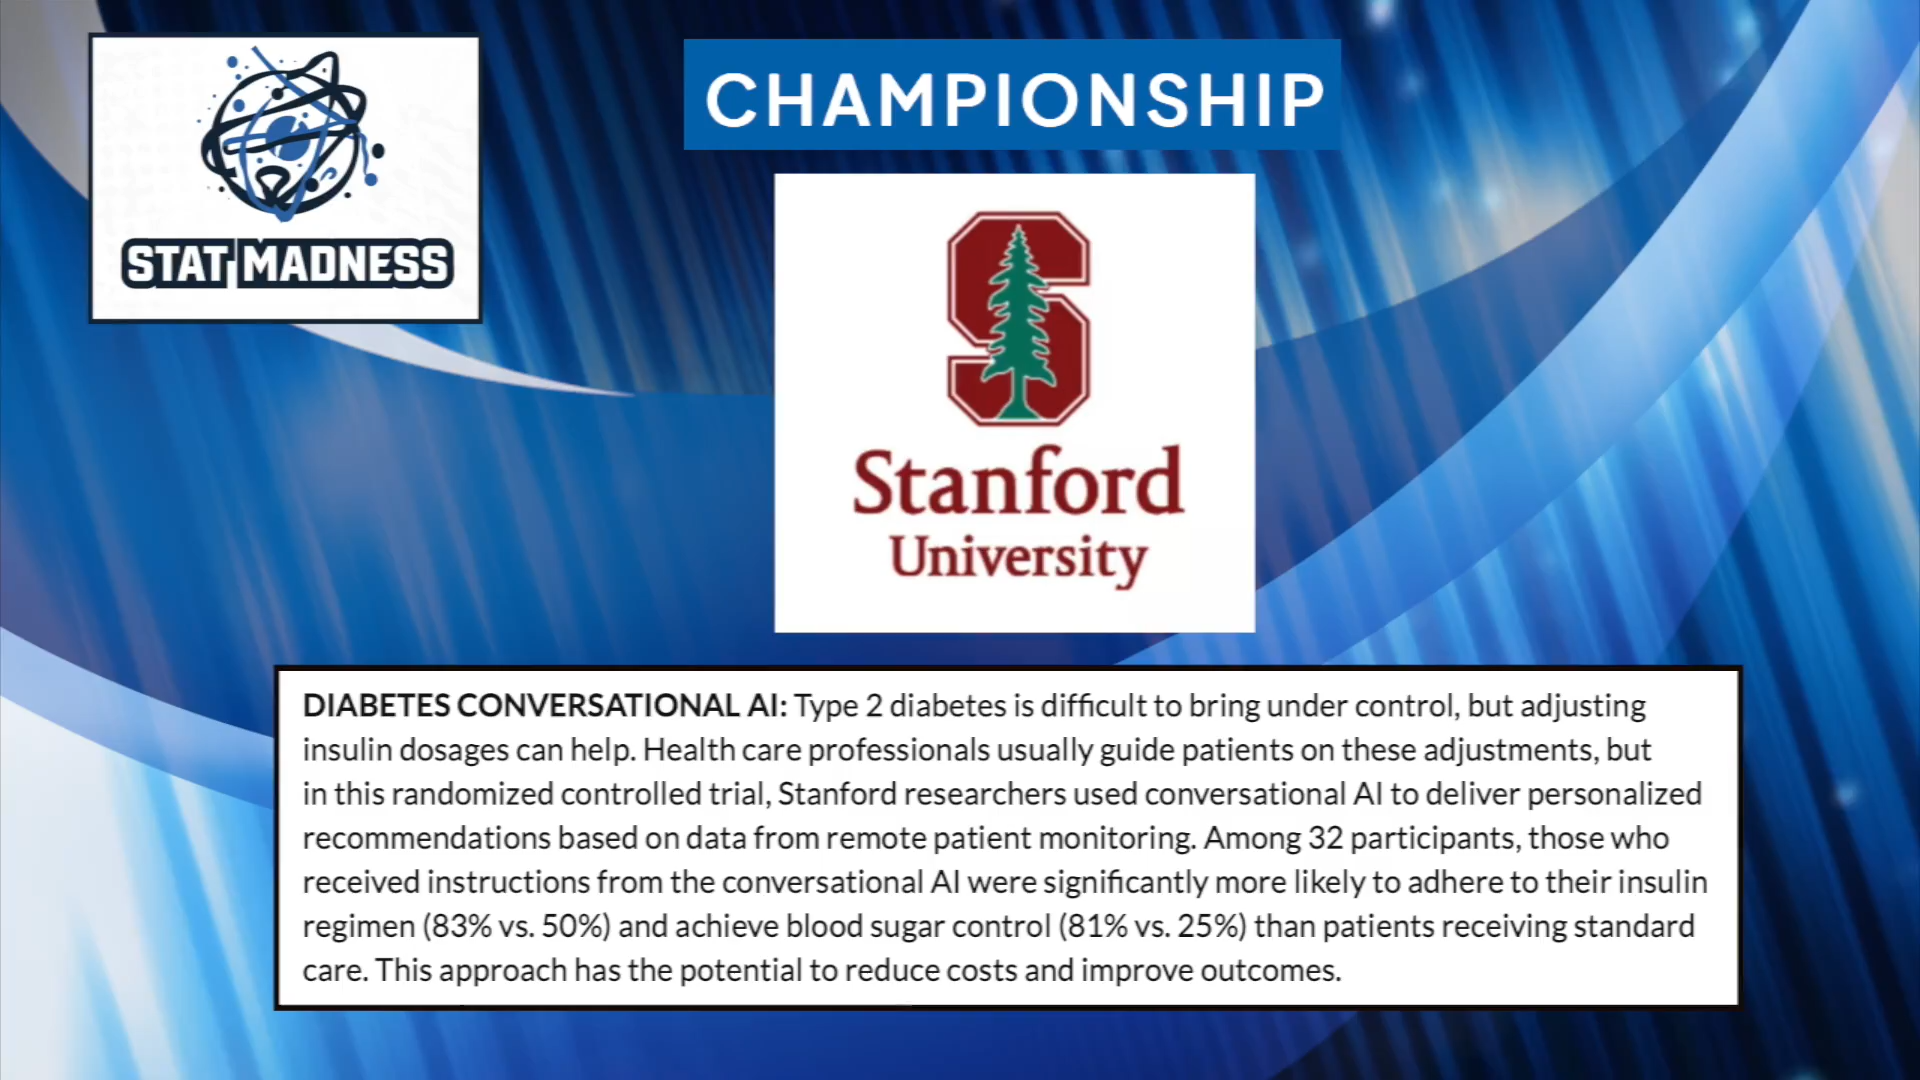 STAT MADNESS
CHAMPIONSHIP
Stanford
University
DIABETES CONVERSATIONAL AI: Type 2 diabetes is difficult to bring under control, but adjusting
insulin dosages can help. Health care professionals usually guide patients on these adjustments, but
in this randomized controlled trial, Stanford researchers used conversational AI to deliver personalized
recommendations based on data from remote patient monitoring. Among 32 participants, those who
received instructions from the conversational AI were significantly more likely to adhere to their insulin
regimen (83% vs. 50%) and achieve blood sugar control (81% vs. 25%) than patients receiving standard
care. This approach has the potential to reduce costs and improve outcomes.